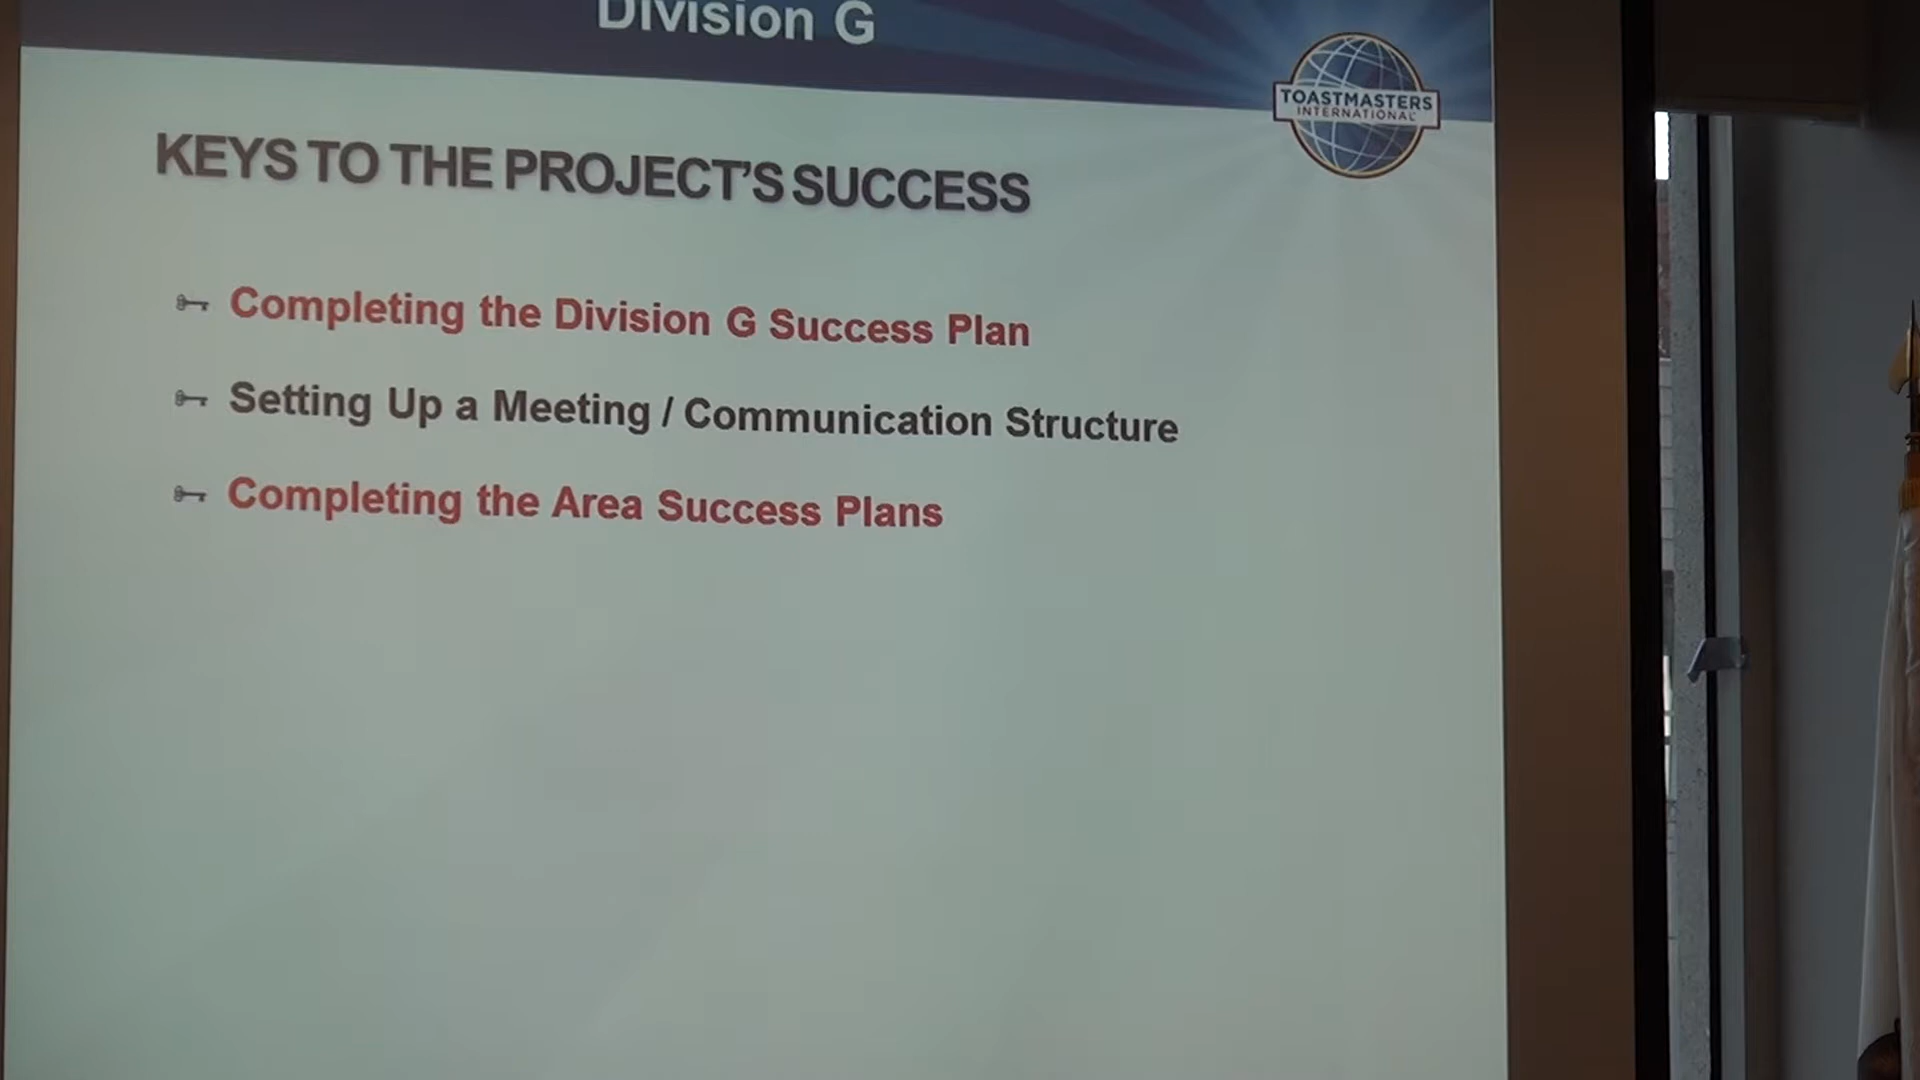 Division G
TOASTMASTERS
INTERNATIONAL
KEYS TO THE PROJECT'S SUCCESS
Completing the Division G Success Plan
Setting Up a Meeting / Communication Structure
Completing the Area Success Plans